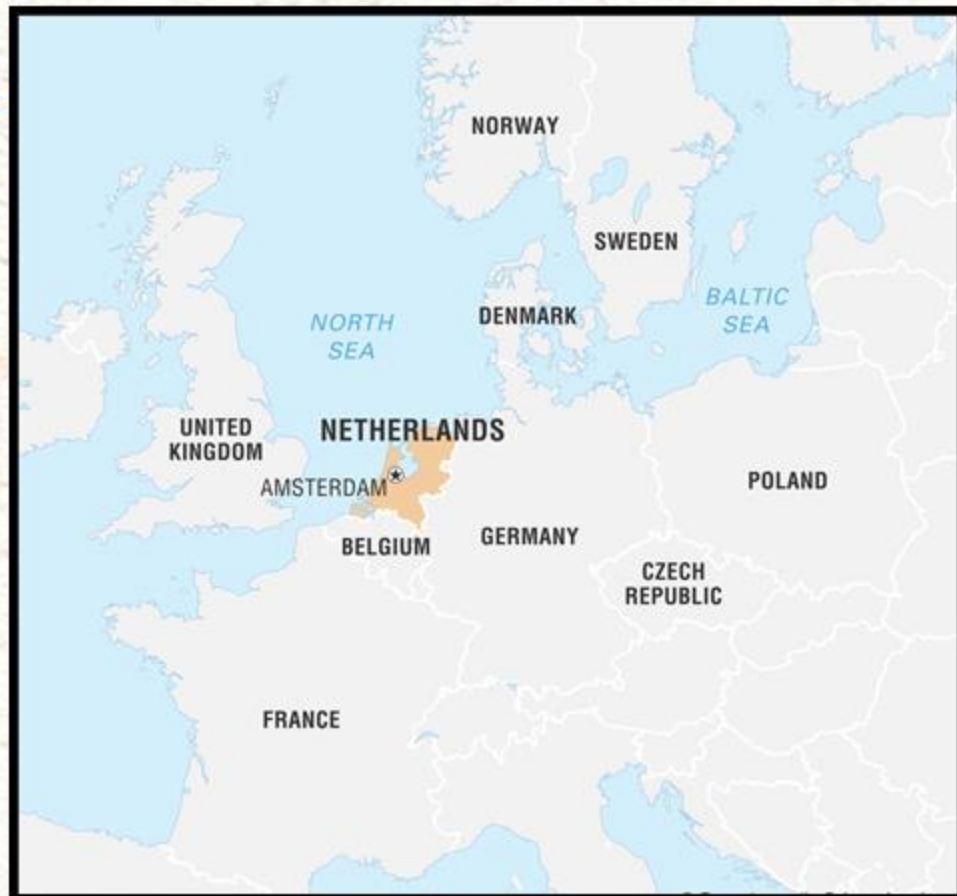 NORWAY
SWEDEN
BALTIC
SEA
DENMARK
NORTH
SEA
UNITED
KINGDOM
NETHERLANDS
AMSTERDAM
POLAND
BELGIUM
GERMANY
CZECH
REPUBLIC
FRANCE